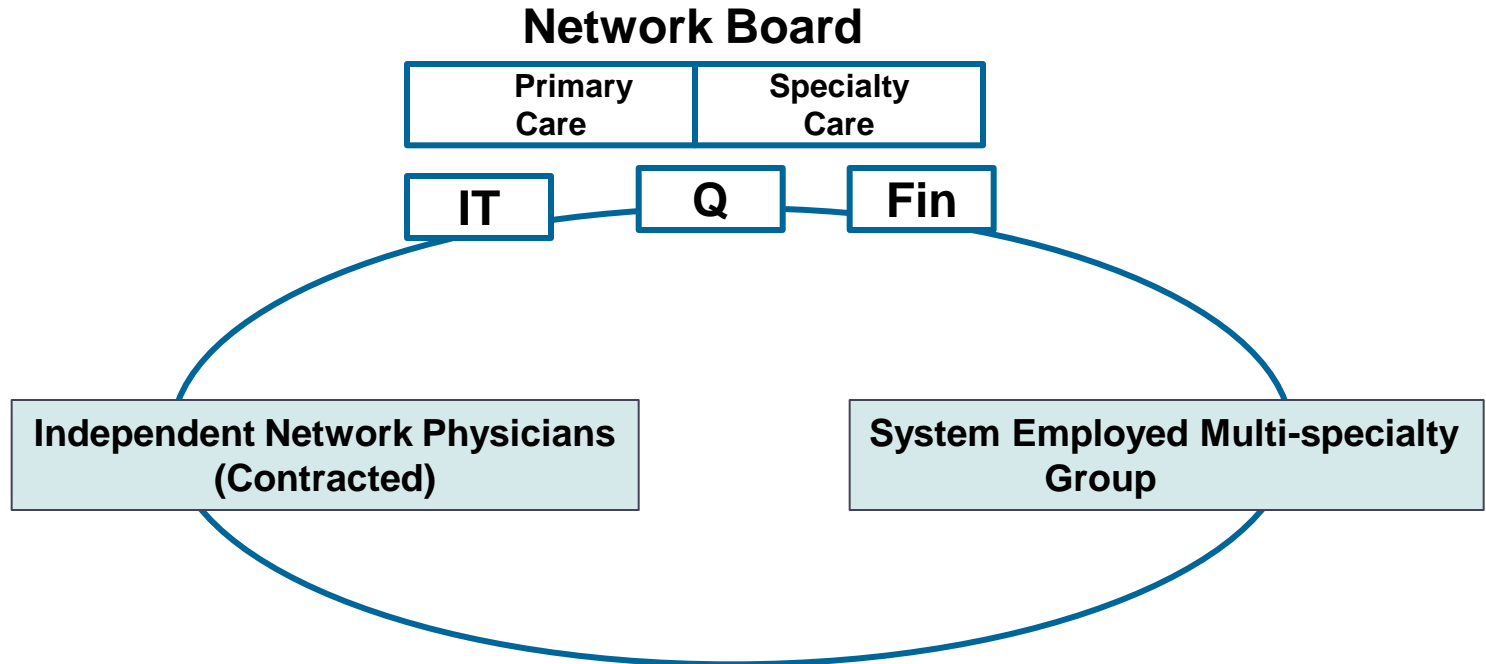 Network Board
Primary
Care
Specialty
Care
IT
Q
Fin
Independent Network Physicians
(Contracted)
System Employed Multi-specialty
Group